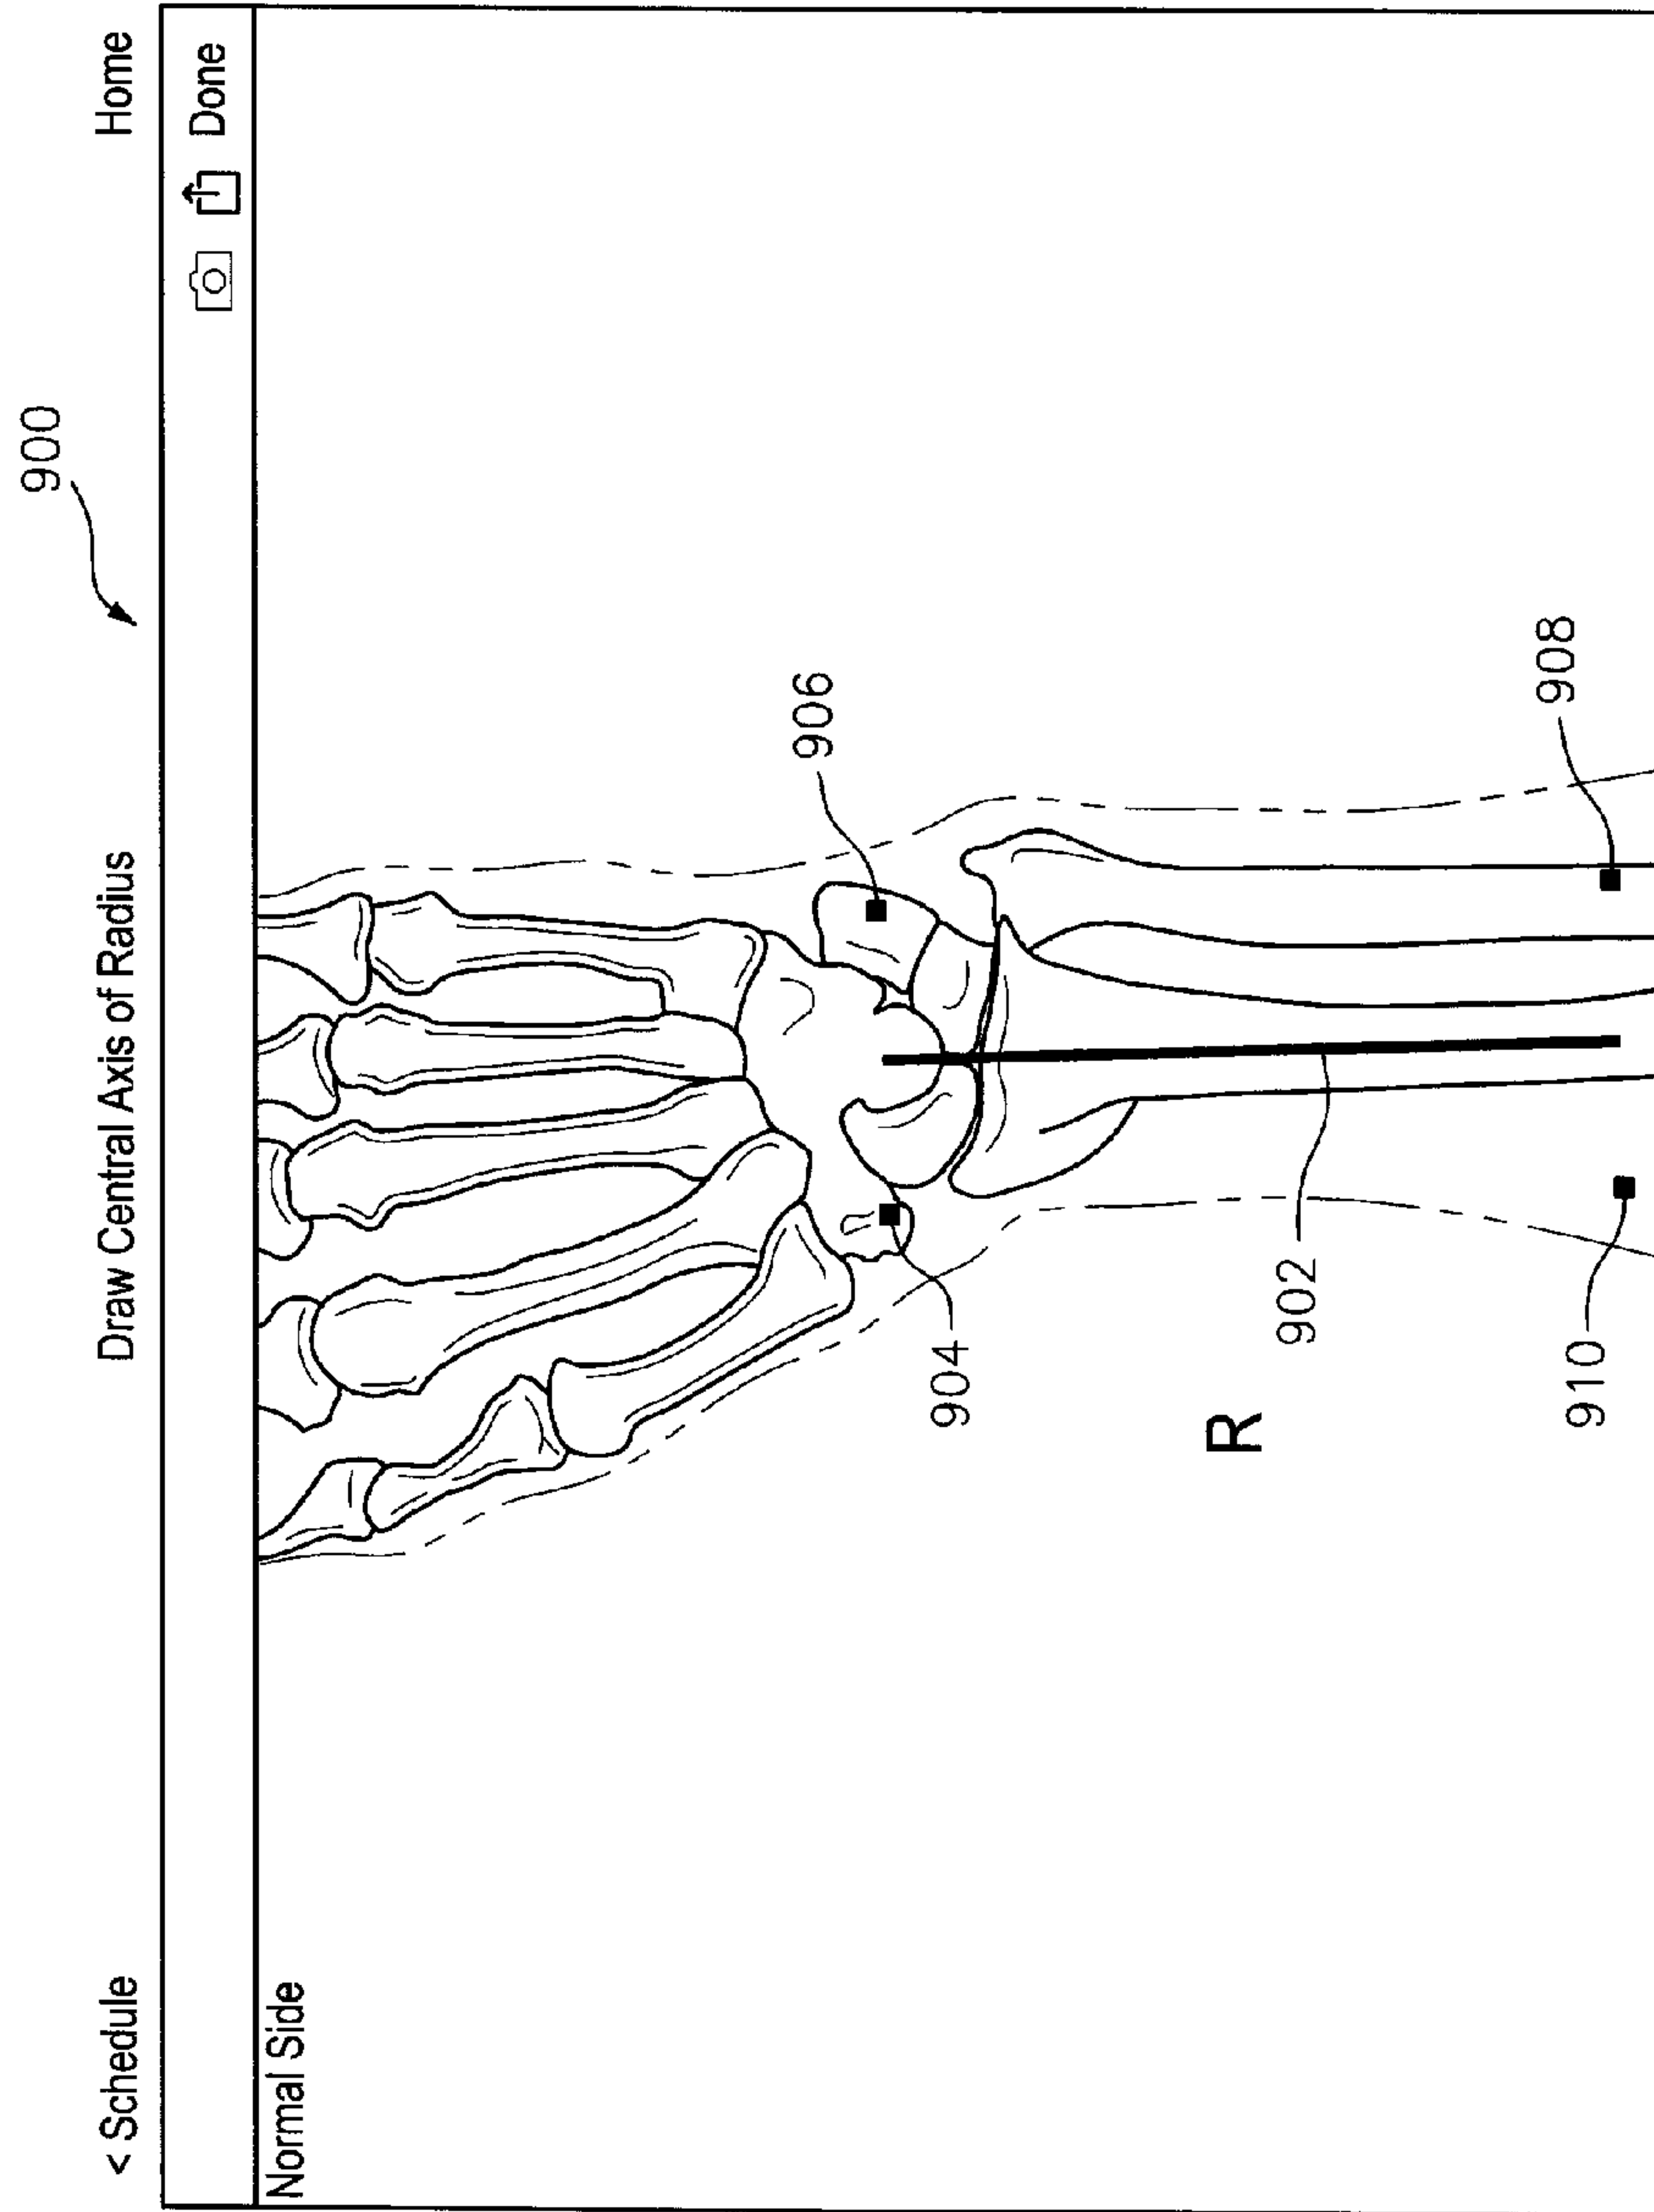 900
< Schedule Draw Central Axis of Radius Home
Done
Normal Side
906
904
R
902
908
910